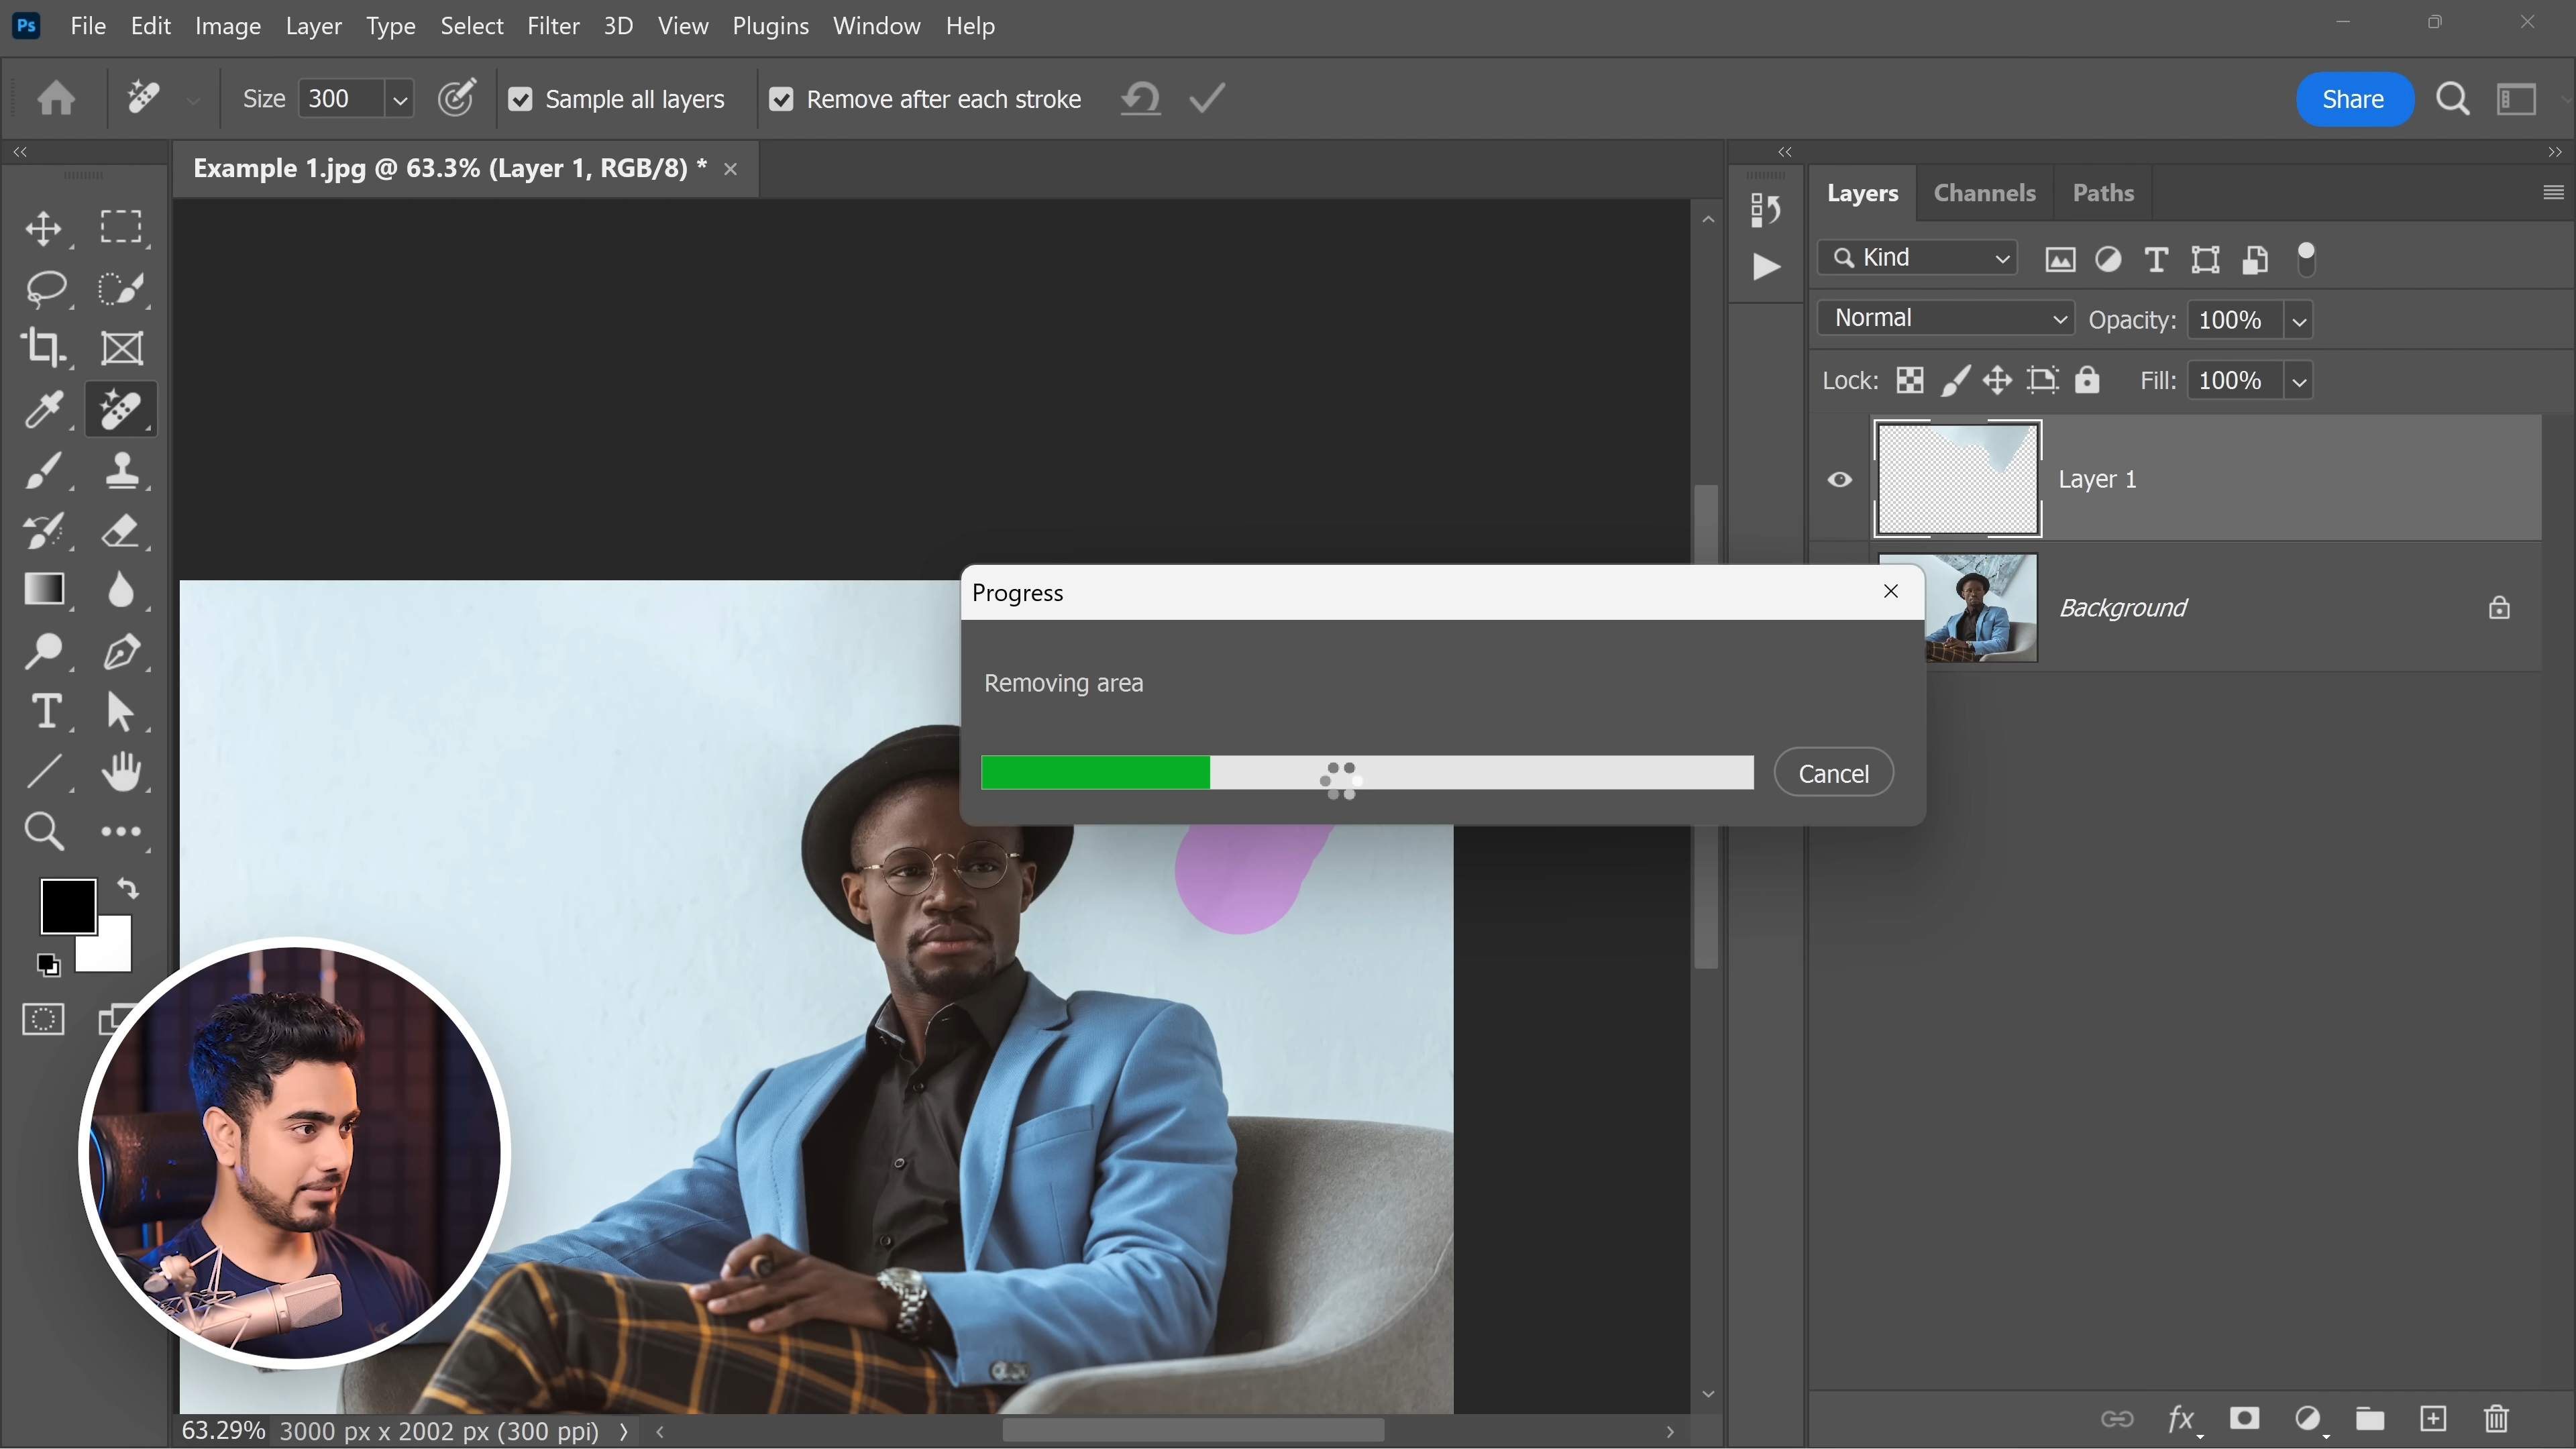 Ps File Edit Image Layer Type Select Filter 3D View Plugins Window Help
Size 300 Sample all layers Remove after each stroke Share
Example 1.jpg @ 63.3% (Layer 1, RGB/8) *
Layers Channels Paths
Kind
Normal Opacity: 100%
Lock: Fill: 100%
Layer 1
Background
Progress
Removing area
Cancel
63.29% 3000 px x 2002 px (300 ppi)
fx